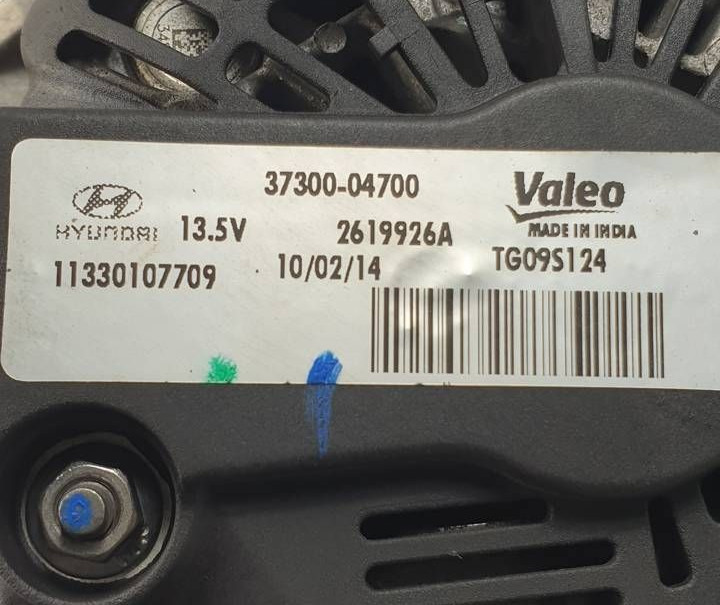 37300-04700
Valeo
HYUNDAI 13.5V 2619926A MADE IN INDIA
11330107709 10/02/14 TG09S124